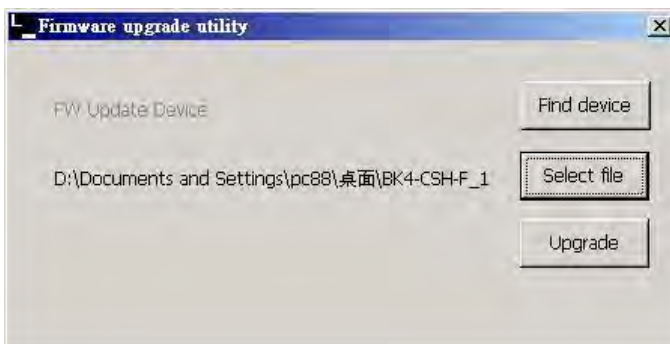 Firmware upgrade utility
FW Update Device
Find device
D:\Documents and Settings\pc88\桌面\BK4-CSH-F_1
Select file
Upgrade